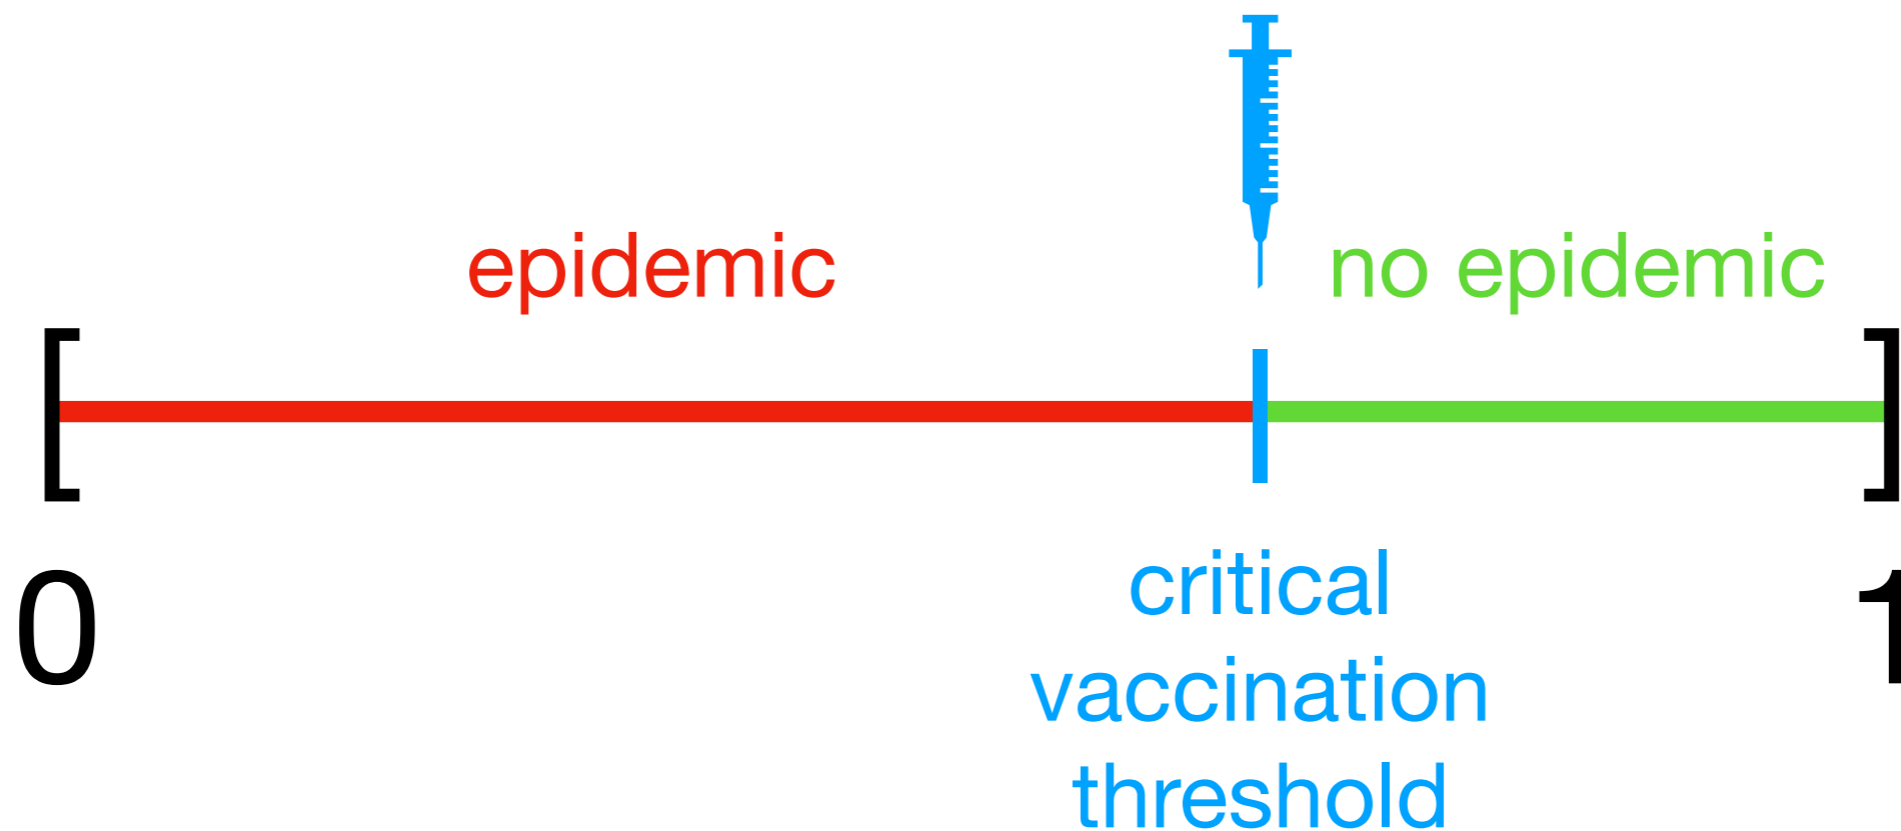 epidemic
no epidemic
[
]
0
1
critical
vaccination
threshold